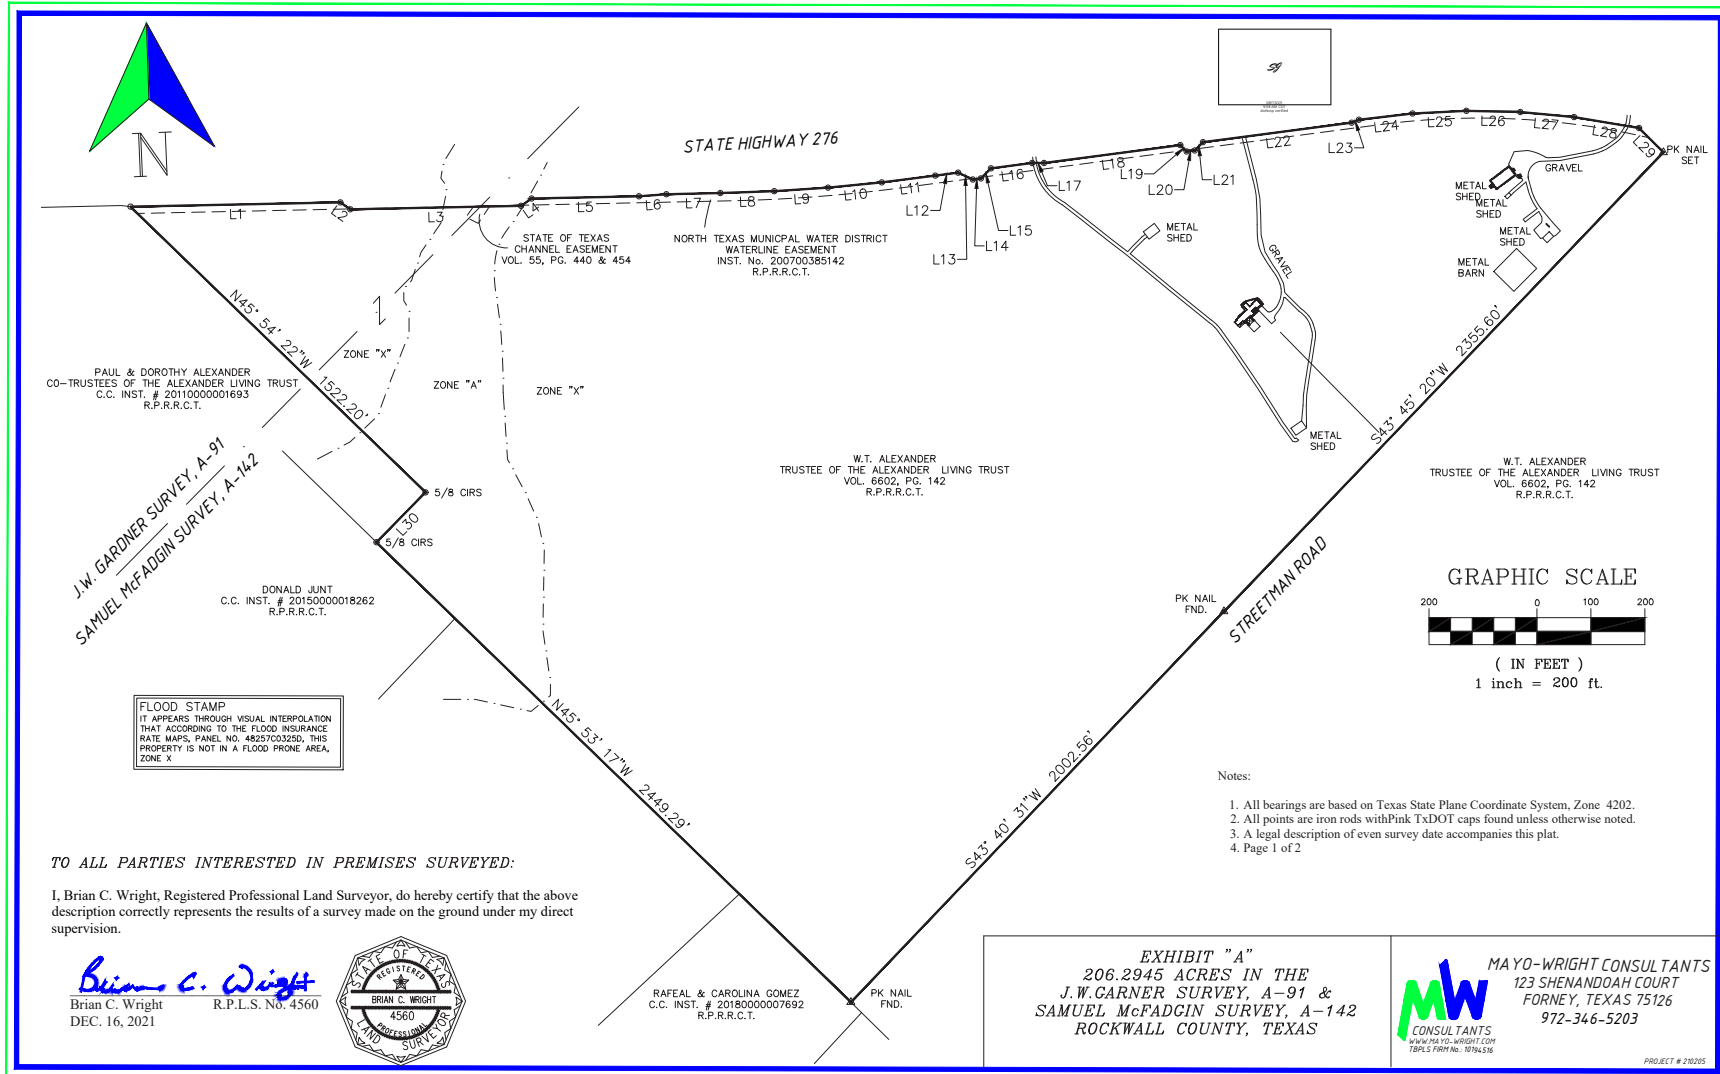 N
STATE HIGHWAY 276
L1
L2
L3
L4
L5
L6
L7
L8
L9
L10
L11
L12
L13
L14
L15
L16
L17
L18
L19
L20
L21
L22
L23
L24
L25
L26
L27
L28
L29
PK NAIL
SET
GRAVEL
METAL
SHED
METAL
SHED
METAL
SHED
METAL
BARN
METAL
SHED
GRAVEL
METAL
SHED
STATE OF TEXAS
CHANNEL EASEMENT
VOL. 55, PG. 440 & 454
NORTH TEXAS MUNICPAL WATER DISTRICT
WATERLINE EASEMENT
INST. No. 200700385142
R.P.R.R.C.T.
N45° 54' 22"W 1522.20'
ZONE "X"
ZONE "A"
ZONE "X"
PAUL & DOROTHY ALEXANDER
CO-TRUSTEES OF THE ALEXANDER LIVING TRUST
C.C. INST. # 20110000001693
R.P.R.R.C.T.
J.W. GARDNER SURVEY, A-91
SAMUEL McFADGIN SURVEY, A-142
5/8 CIRS
L30
5/8 CIRS
DONALD JUNT
C.C. INST. # 20150000018262
R.P.R.R.C.T.
W.T. ALEXANDER
TRUSTEE OF THE ALEXANDER LIVING TRUST
VOL. 6602, PG. 142
R.P.R.R.C.T.
S43° 45' 20"W 2355.60'
W.T. ALEXANDER
TRUSTEE OF THE ALEXANDER LIVING TRUST
VOL. 6602, PG. 142
R.P.R.R.C.T.
PK NAIL
FND.
STREETMAN ROAD
GRAPHIC SCALE
200 0 100 200
( IN FEET )
1 inch = 200 ft.
FLOOD STAMP
IT APPEARS THROUGH VISUAL INTERPOLATION
THAT ACCORDING TO THE FLOOD INSURANCE
RATE MAPS, PANEL NO. 48257C0325D, THIS
PROPERTY IS NOT IN A FLOOD PRONE AREA,
ZONE X
N45° 53' 17"W 2449.29'
S43° 40' 31"W 2002.56'
Notes:
1. All bearings are based on Texas State Plane Coordinate System, Zone 4202.
2. All points are iron rods withPink TxDOT caps found unless otherwise noted.
3. A legal description of even survey date accompanies this plat.
4. Page 1 of 2
TO ALL PARTIES INTERESTED IN PREMISES SURVEYED:
I, Brian C. Wright, Registered Professional Land Surveyor, do hereby certify that the above
description correctly represents the results of a survey made on the ground under my direct
supervision.
Brian C. Wright
Brian C. Wright R.P.L.S. No. 4560
DEC. 16, 2021
STATE OF TEXAS
REGISTERED
BRIAN C. WRIGHT
4560
PROFESSIONAL
LAND SURVEYOR
RAFEAL & CAROLINA GOMEZ
C.C. INST. # 20180000007692
R.P.R.R.C.T.
PK NAIL
FND.
EXHIBIT "A"
206.2945 ACRES IN THE
J.W.GARNER SURVEY, A-91 &
SAMUEL McFADGIN SURVEY, A-142
ROCKWALL COUNTY, TEXAS
MW
CONSULTANTS
WWW.MAYO-WRIGHT.COM
TBPLS FIRM No.: 10194516
MAYO-WRIGHT CONSULTANTS
123 SHENANDOAH COURT
FORNEY, TEXAS 75126
972-346-5203
PROJECT # 210205